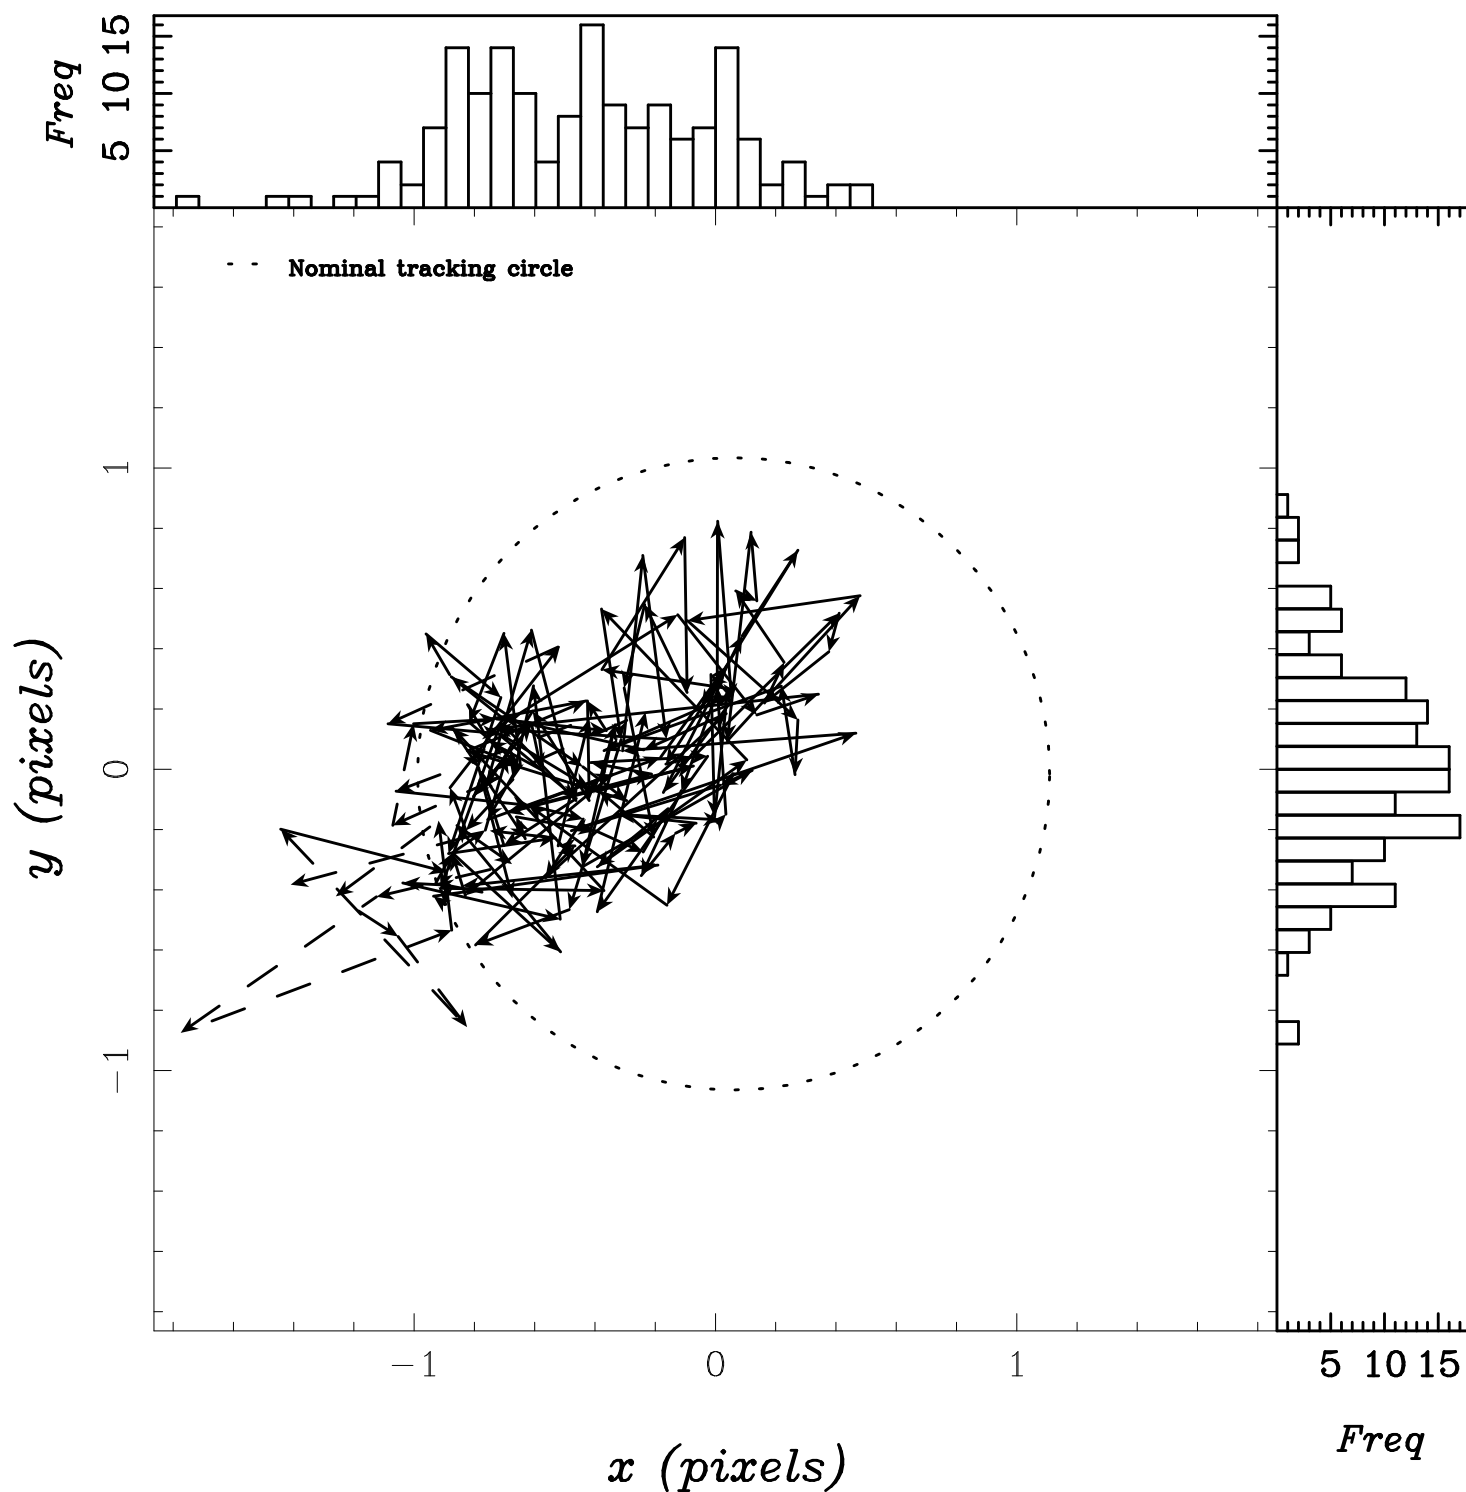 Freq
5 10 15
Nominal tracking circle
y (pixels)
1
0
−1
−1 0 1
x (pixels)
5 10 15
Freq